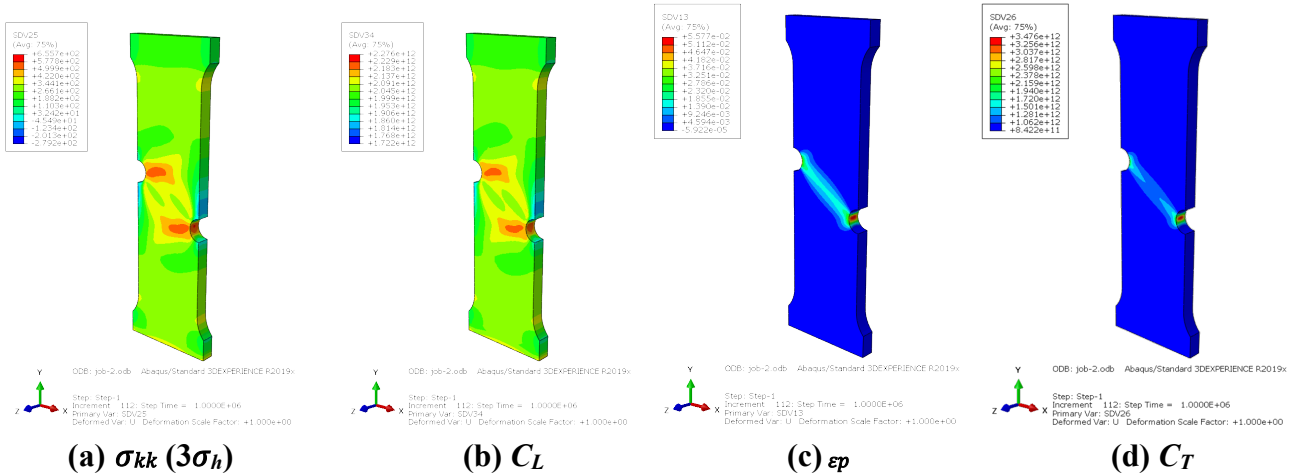 SDV25
(Avg: 75%)
+6.557e+02
+5.778e+02
+4.999e+02
+4.220e+02
+3.441e+02
+2.661e+02
+1.882e+02
+1.103e+02
+3.242e+01
-4.549e+01
-1.234e+02
-2.013e+02
-2.792e+02
Y
Z
X
ODB: job-2.odb Abaqus/Standard 3DEXPERIENCE R2019x
Step: Step-1
Increment 112: Step Time = 1.0000E+06
Primary Var: SDV25
Deformed Var: U Deformation Scale Factor: +1.000e+00
(a) σkk (3σh)
SDV34
(Avg: 75%)
+2.276e+12
+2.229e+12
+2.183e+12
+2.137e+12
+2.091e+12
+2.045e+12
+1.999e+12
+1.953e+12
+1.906e+12
+1.860e+12
+1.814e+12
+1.768e+12
+1.722e+12
Y
Z
X
ODB: job-2.odb Abaqus/Standard 3DEXPERIENCE R2019x
Step: Step-1
Increment 112: Step Time = 1.0000E+06
Primary Var: SDV34
Deformed Var: U Deformation Scale Factor: +1.000e+00
(b) CL
SDV13
(Avg: 75%)
+5.577e-02
+5.112e-02
+4.647e-02
+4.182e-02
+3.716e-02
+3.251e-02
+2.786e-02
+2.320e-02
+1.855e-02
+1.390e-02
+9.246e-03
+4.594e-03
-5.922e-05
Y
Z
X
ODB: job-2.odb Abaqus/Standard 3DEXPERIENCE R2019x
Step: Step-1
Increment 112: Step Time = 1.0000E+06
Primary Var: SDV13
Deformed Var: U Deformation Scale Factor: +1.000e+00
(c) εp
SDV26
(Avg: 75%)
+3.476e+12
+3.256e+12
+3.037e+12
+2.817e+12
+2.598e+12
+2.378e+12
+2.159e+12
+1.940e+12
+1.720e+12
+1.501e+12
+1.281e+12
+1.062e+12
+8.422e+11
Y
Z
X
ODB: job-2.odb Abaqus/Standard 3DEXPERIENCE R2019x
Step: Step-1
Increment 112: Step Time = 1.0000E+06
Primary Var: SDV26
Deformed Var: U Deformation Scale Factor: +1.000e+00
(d) CT